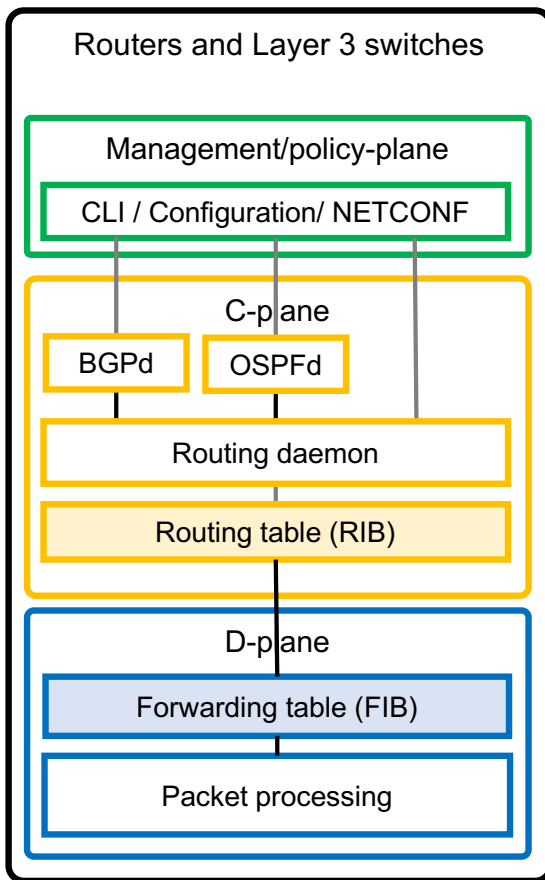 Routers and Layer 3 switches
Management/policy-plane
CLI / Configuration/ NETCONF
C-plane
BGPd
OSPFd
Routing daemon
Routing table (RIB)
D-plane
Forwarding table (FIB)
Packet processing